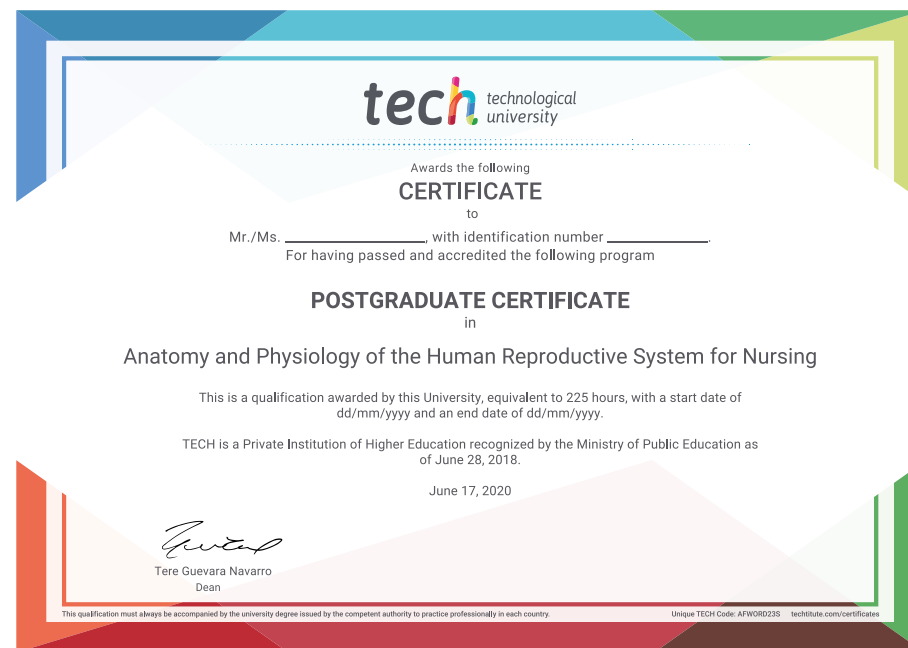 tech technological
university
Awards the following
CERTIFICATE
to
Mr./Ms. ____________________, with identification number ______________.
For having passed and accredited the following program
POSTGRADUATE CERTIFICATE
in
Anatomy and Physiology of the Human Reproductive System for Nursing
This is a qualification awarded by this University, equivalent to 225 hours, with a start date of
dd/mm/yyyy and an end date of dd/mm/yyyy.
TECH is a Private Institution of Higher Education recognized by the Ministry of Public Education as
of June 28, 2018.
June 17, 2020
Tere Guevara Navarro
Dean
This qualification must always be accompanied by the university degree issued by the competent authority to practice professionally in each country. Unique TECH Code: AFWORD23S techtitute.com/certificates